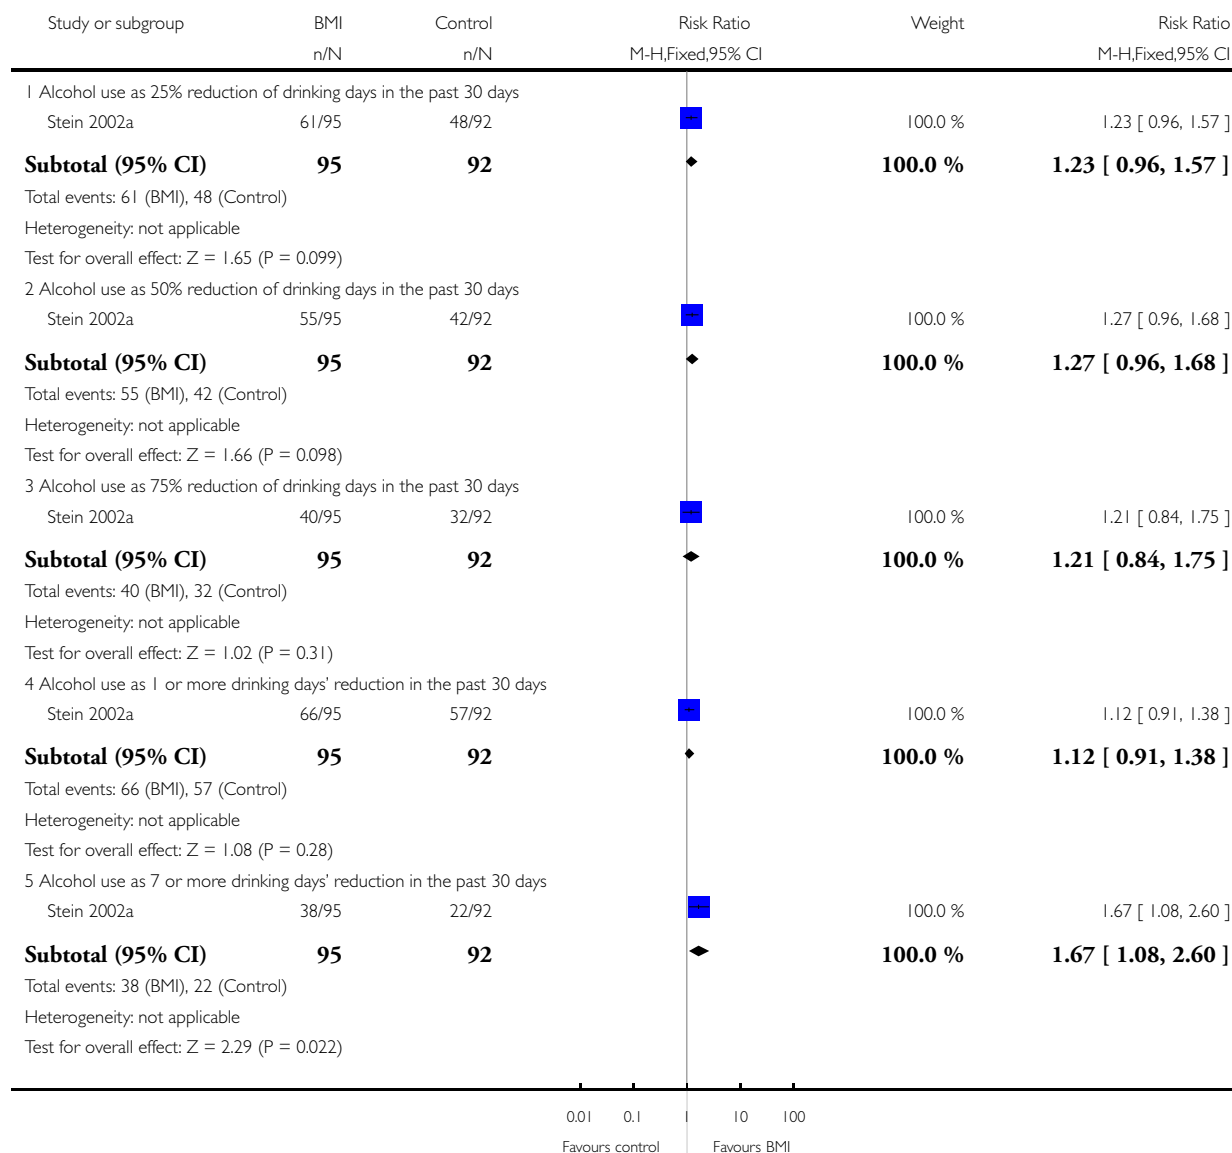 Study or subgroup BMI Control Risk Ratio Weight Risk Ratio
n/N n/N M-H,Fixed,95% CI M-H,Fixed,95% CI
1 Alcohol use as 25% reduction of drinking days in the past 30 days
Stein 2002a 61/95 48/92 100.0 % 1.23 [ 0.96, 1.57 ]
Subtotal (95% CI) 95 92 100.0 % 1.23 [ 0.96, 1.57 ]
Total events: 61 (BMI), 48 (Control)
Heterogeneity: not applicable
Test for overall effect: Z = 1.65 (P = 0.099)
2 Alcohol use as 50% reduction of drinking days in the past 30 days
Stein 2002a 55/95 42/92 100.0 % 1.27 [ 0.96, 1.68 ]
Subtotal (95% CI) 95 92 100.0 % 1.27 [ 0.96, 1.68 ]
Total events: 55 (BMI), 42 (Control)
Heterogeneity: not applicable
Test for overall effect: Z = 1.66 (P = 0.098)
3 Alcohol use as 75% reduction of drinking days in the past 30 days
Stein 2002a 40/95 32/92 100.0 % 1.21 [ 0.84, 1.75 ]
Subtotal (95% CI) 95 92 100.0 % 1.21 [ 0.84, 1.75 ]
Total events: 40 (BMI), 32 (Control)
Heterogeneity: not applicable
Test for overall effect: Z = 1.02 (P = 0.31)
4 Alcohol use as 1 or more drinking days' reduction in the past 30 days
Stein 2002a 66/95 57/92 100.0 % 1.12 [ 0.91, 1.38 ]
Subtotal (95% CI) 95 92 100.0 % 1.12 [ 0.91, 1.38 ]
Total events: 66 (BMI), 57 (Control)
Heterogeneity: not applicable
Test for overall effect: Z = 1.08 (P = 0.28)
5 Alcohol use as 7 or more drinking days' reduction in the past 30 days
Stein 2002a 38/95 22/92 100.0 % 1.67 [ 1.08, 2.60 ]
Subtotal (95% CI) 95 92 100.0 % 1.67 [ 1.08, 2.60 ]
Total events: 38 (BMI), 22 (Control)
Heterogeneity: not applicable
Test for overall effect: Z = 2.29 (P = 0.022)
0.01 0.1 1 10 100
Favours control Favours BMI